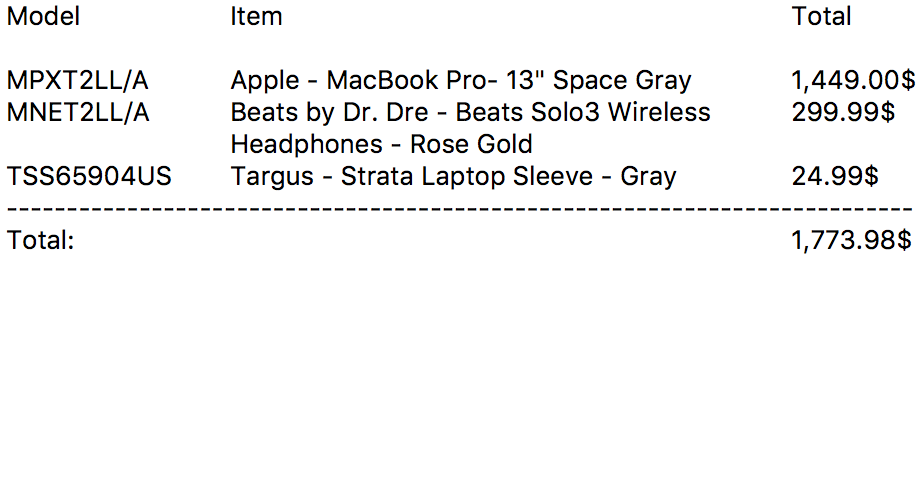 Model Item Total
MPXT2LL/A Apple - MacBook Pro- 13" Space Gray 1,449.00$
MNET2LL/A Beats by Dr. Dre - Beats Solo3 Wireless 299.99$
Headphones - Rose Gold
TSS65904US Targus - Strata Laptop Sleeve - Gray 24.99$
--------------------------------------------------------------------------
Total: 1,773.98$